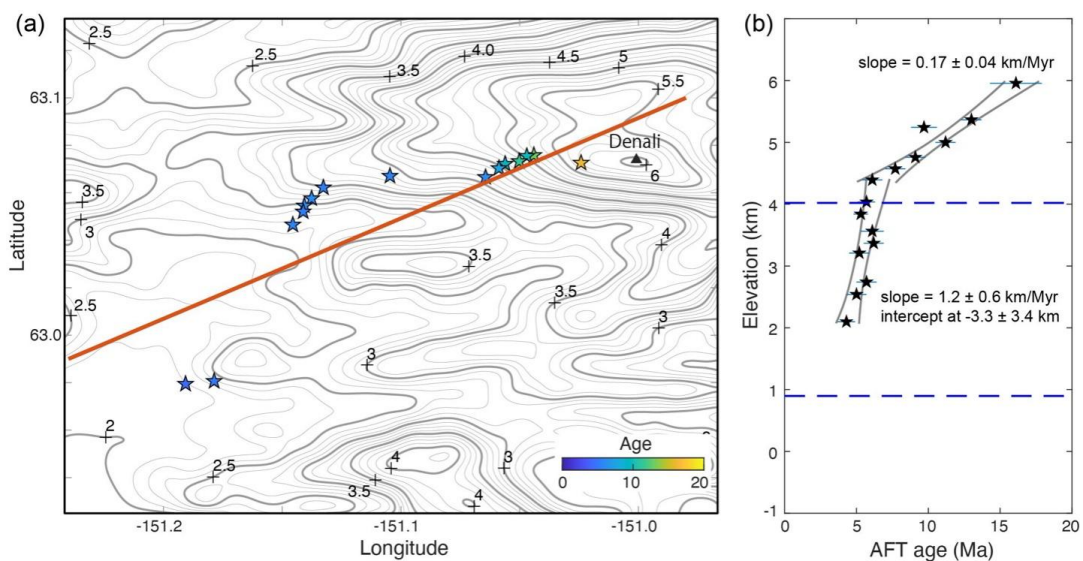 (a)
2.5
2.5
4.0
4.5
5
3.5
5.5
63.1
Denali
6
3.5
3
4
3.5
3.5
2.5
63.0
3
3
2
2.5
4
3
3.5
4
Age
0 10 20
-151.2 -151.1 -151.0
Latitude
Longitude
(b)
slope = 0.17 ± 0.04 km/Myr
slope = 1.2 ± 0.6 km/Myr
intercept at -3.3 ± 3.4 km
7
6
5
4
3
2
1
0
-1
0 5 10 15 20
Elevation (km)
AFT age (Ma)